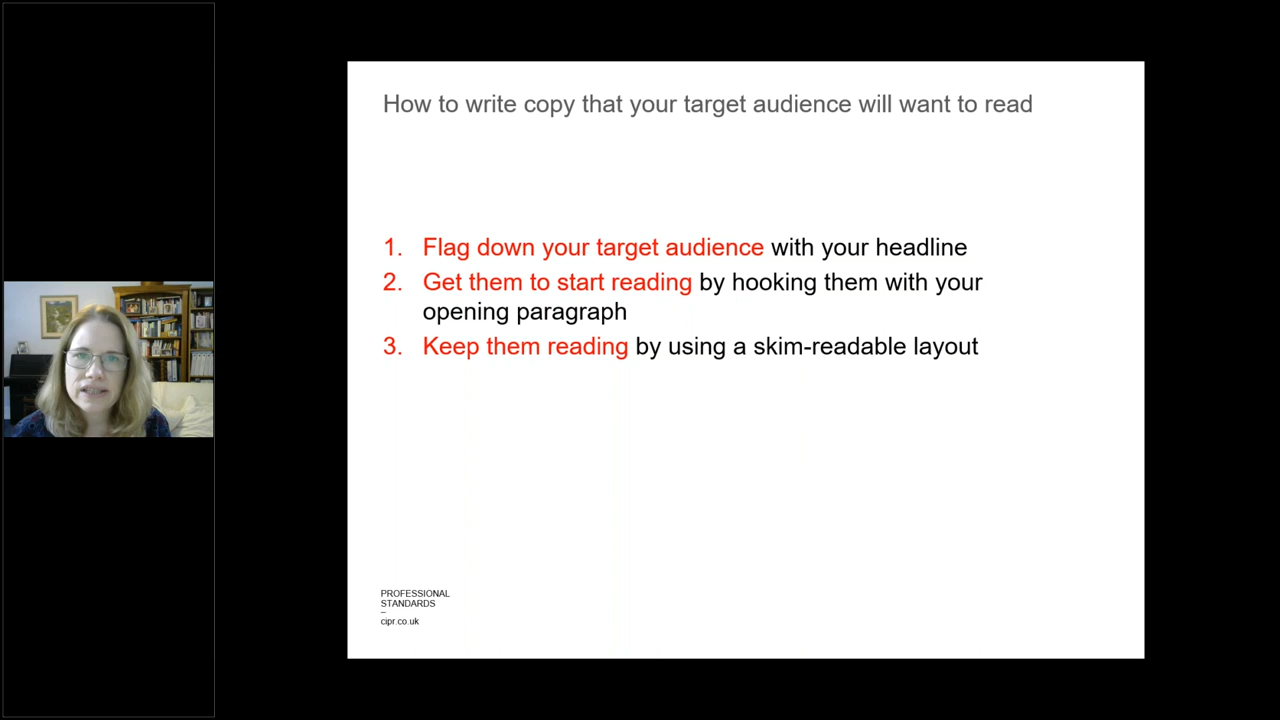 How to write copy that your target audience will want to read
1. Flag down your target audience with your headline
2. Get them to start reading by hooking them with your
opening paragraph
3. Keep them reading by using a skim-readable layout
PROFESSIONAL
STANDARDS
–
cipr.co.uk